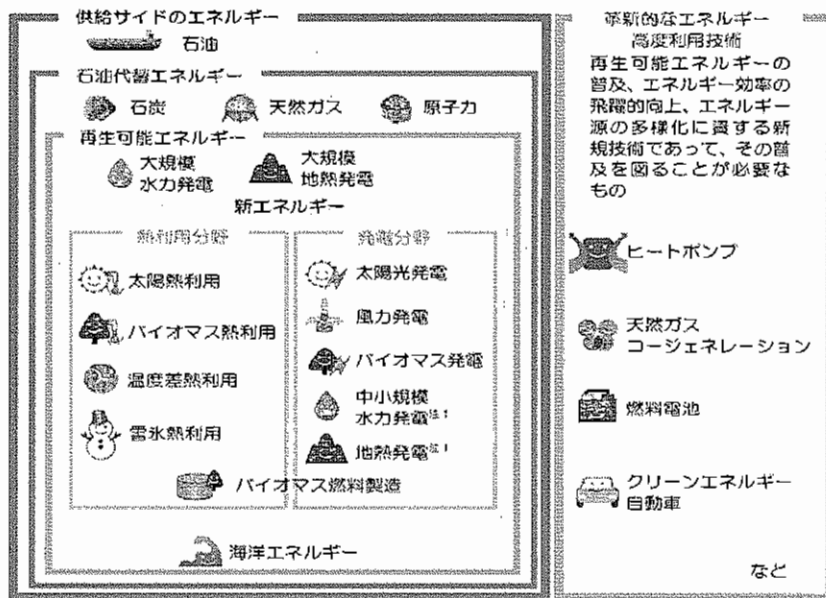 供給サイドのエネルギー
石油
石油代替エネルギー
石炭
天然ガス
原子力
再生可能エネルギー
大規模
水力発電
大規模
地熱発電
新エネルギー
熱利用分野
太陽熱利用
バイオマス熱利用
温度差熱利用
雪氷熱利用
発電分野
太陽光発電
風力発電
バイオマス発電
中小規模
水力発電注1
地熱発電注1
バイオマス燃料製造
海洋エネルギー
革新的なエネルギー
高度利用技術
再生可能エネルギーの
普及、エネルギー効率の
飛躍的向上、エネルギー
源の多様化に資する新
規技術であって、その普
及を図ることが必要な
もの
ヒートポンプ
天然ガス
コージェネレーション
燃料電池
クリーンエネルギー
自動車
など